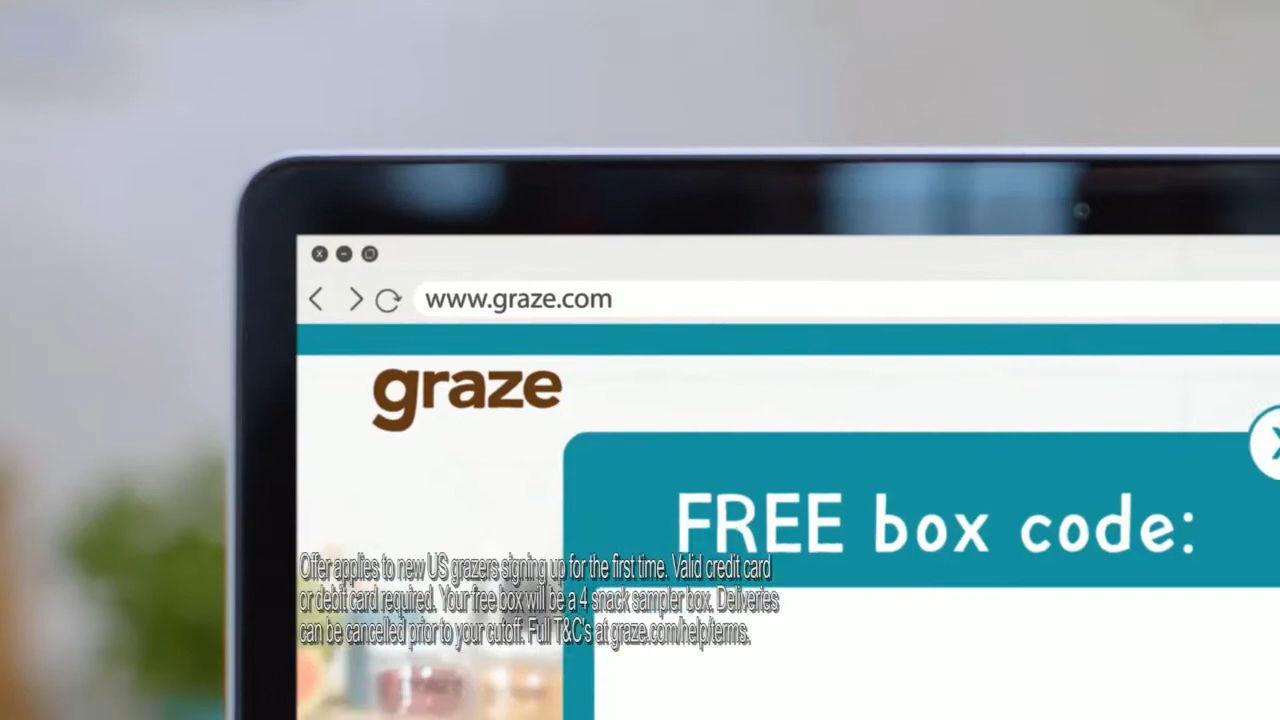 www.graze.com
graze
FREE box code:
Offer applies to new US grazers signing up for the first time. Valid credit card
or debit card required. Your free box will be a 4 snack sampler box. Deliveries
can be cancelled prior to your cutoff. Full T&C's at graze.com/help/terms.